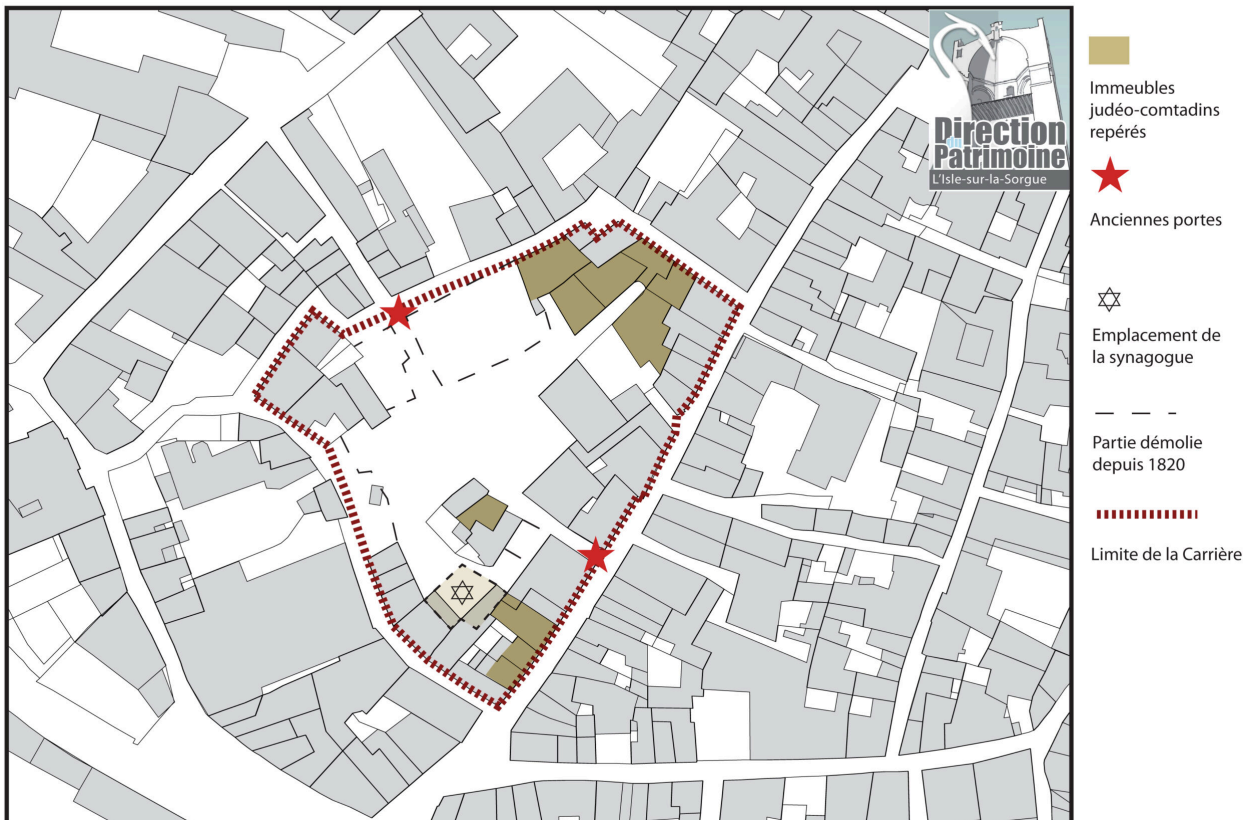 Direction
du
Patrimoine
L'Isle-sur-la-Sorgue
Immeubles
judéo-comtadins
repérés
Anciennes portes
Emplacement de
la synagogue
Partie démolie
depuis 1820
Limite de la Carrière